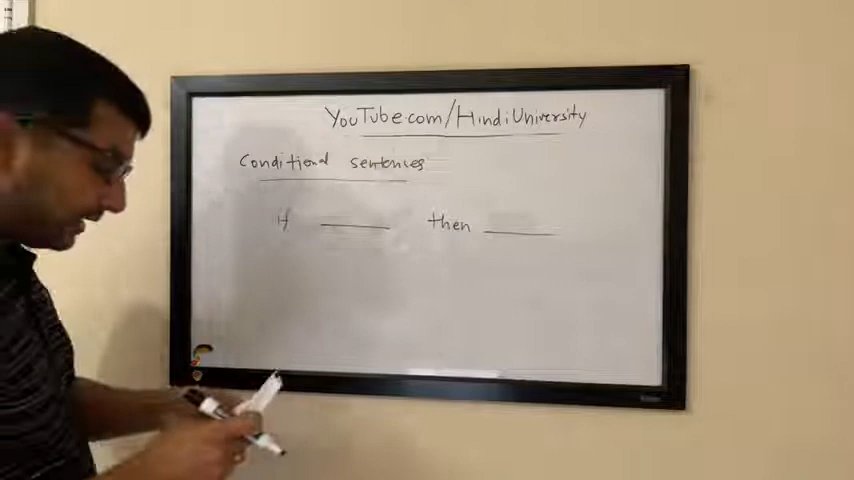 YouTube.com/HindiUniversity
Conditional sentences
If ______ then ______